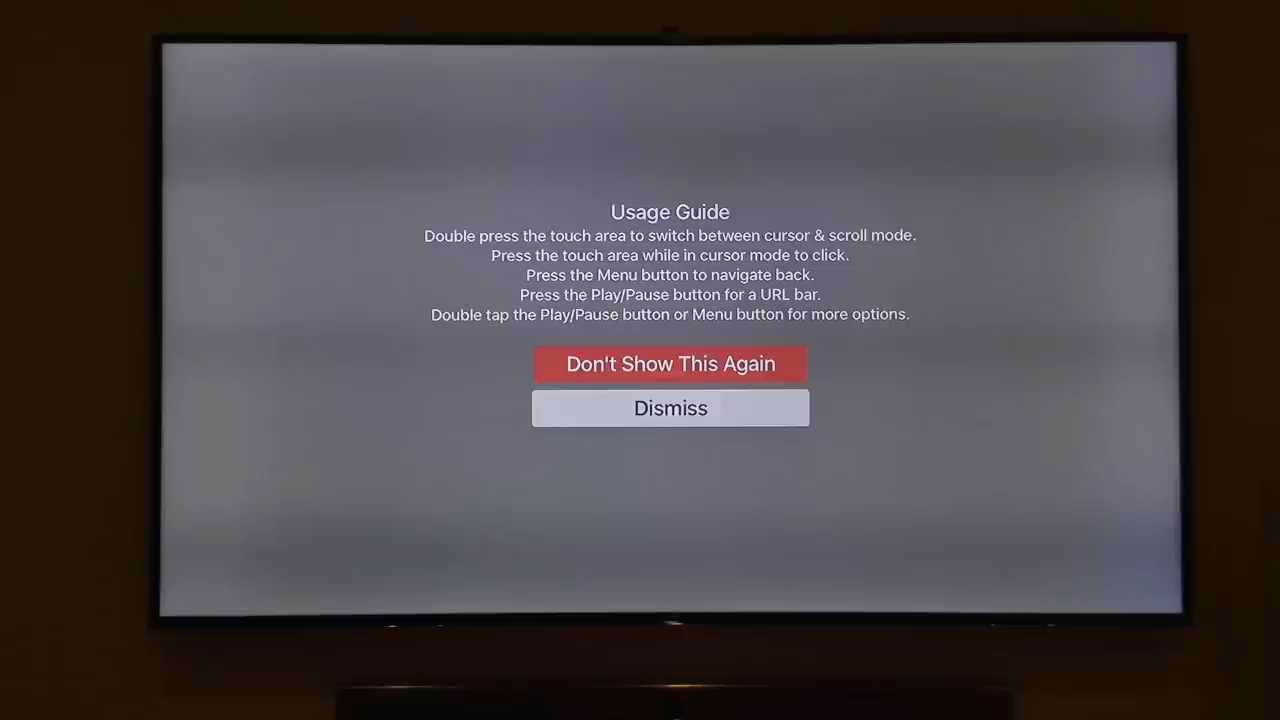 Usage Guide
Double press the touch area to switch between cursor & scroll mode.
Press the touch area while in cursor mode to click.
Press the Menu button to navigate back.
Press the Play/Pause button for a URL bar.
Double tap the Play/Pause button or Menu button for more options.
Don't Show This Again
Dismiss